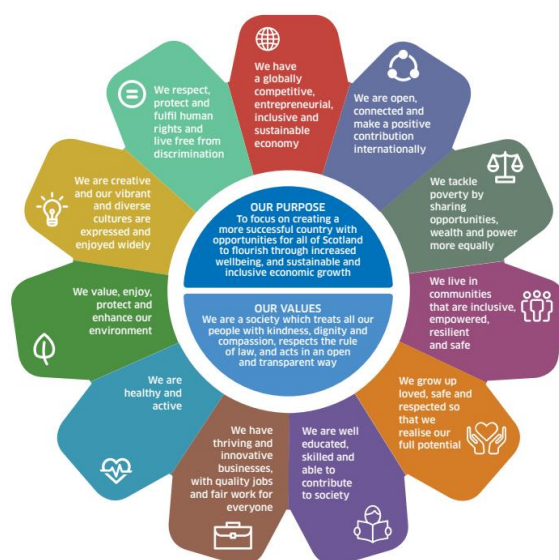 We have
a globally
competitive,
entrepreneurial,
inclusive and
sustainable
economy
We are open,
connected and
make a positive
contribution
internationally
We tackle
poverty by
sharing
opportunities,
wealth and power
more equally
We live in
communities
that are inclusive,
empowered,
resilient
and safe
We grow up
loved, safe and
respected so
that we
realise our
full potential
We are well
educated,
skilled and
able to
contribute
to society
We have
thriving and
innovative
businesses,
with quality jobs
and fair work for
everyone
We are
healthy and
active
We value, enjoy,
protect and
enhance our
environment
We are creative
and our vibrant
and diverse
cultures are
expressed and
enjoyed widely
We respect,
protect and
fulfil human
rights and
live free from
discrimination
OUR PURPOSE
To focus on creating a
more successful country with
opportunities for all of Scotland
to flourish through increased
wellbeing, and sustainable and
inclusive economic growth
OUR VALUES
We are a society which treats all our
people with kindness, dignity and
compassion, respects the rule
of law, and acts in an open
and transparent way